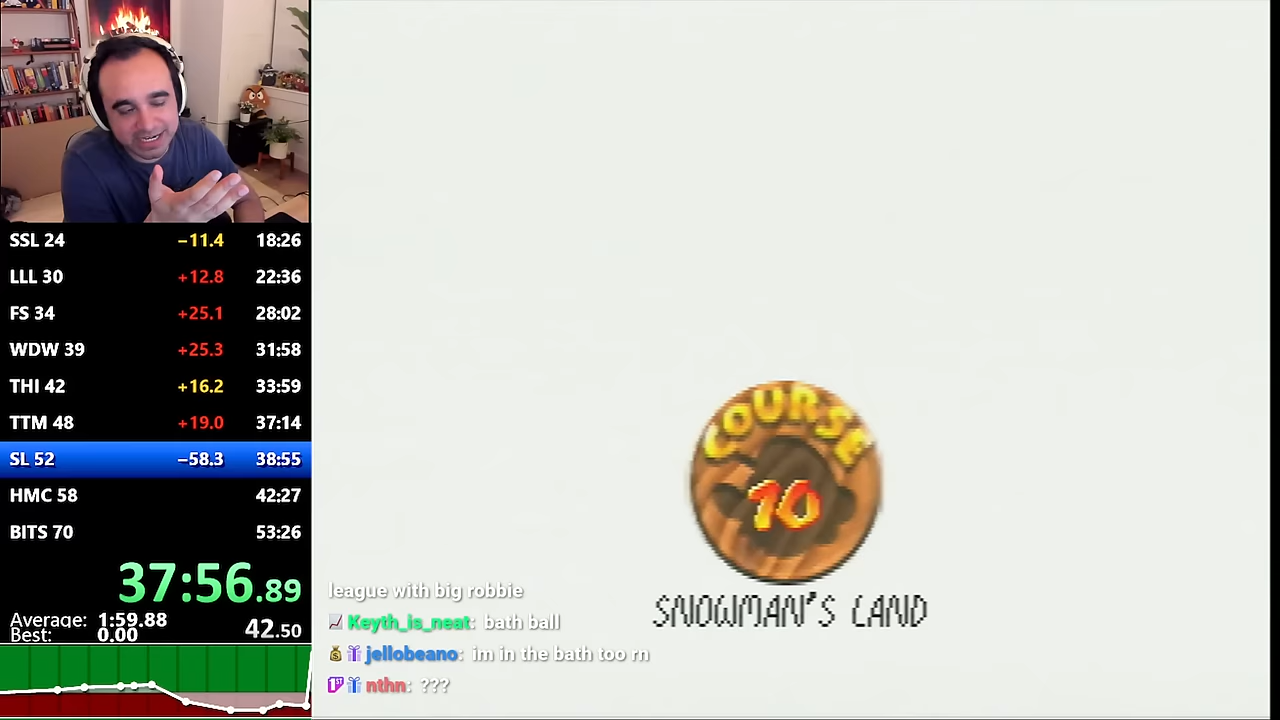 SSL 24 −11.4 18:26
LLL 30 +12.8 22:36
FS 34 +25.1 28:02
WDW 39 +25.3 31:58
THI 42 +16.2 33:59
TTM 48 +19.0 37:14
SL 52 −58.3 38:55
HMC 58 42:27
BITS 70 53:26
37:56.89
Average: 1:59.88
Best: 0.00
42.50
COURSE
10
SNOWMAN'S LAND
league with big robbie
Keyth_is_neat: bath ball
jellobeano: im in the bath too rn
1ST nthn: ???